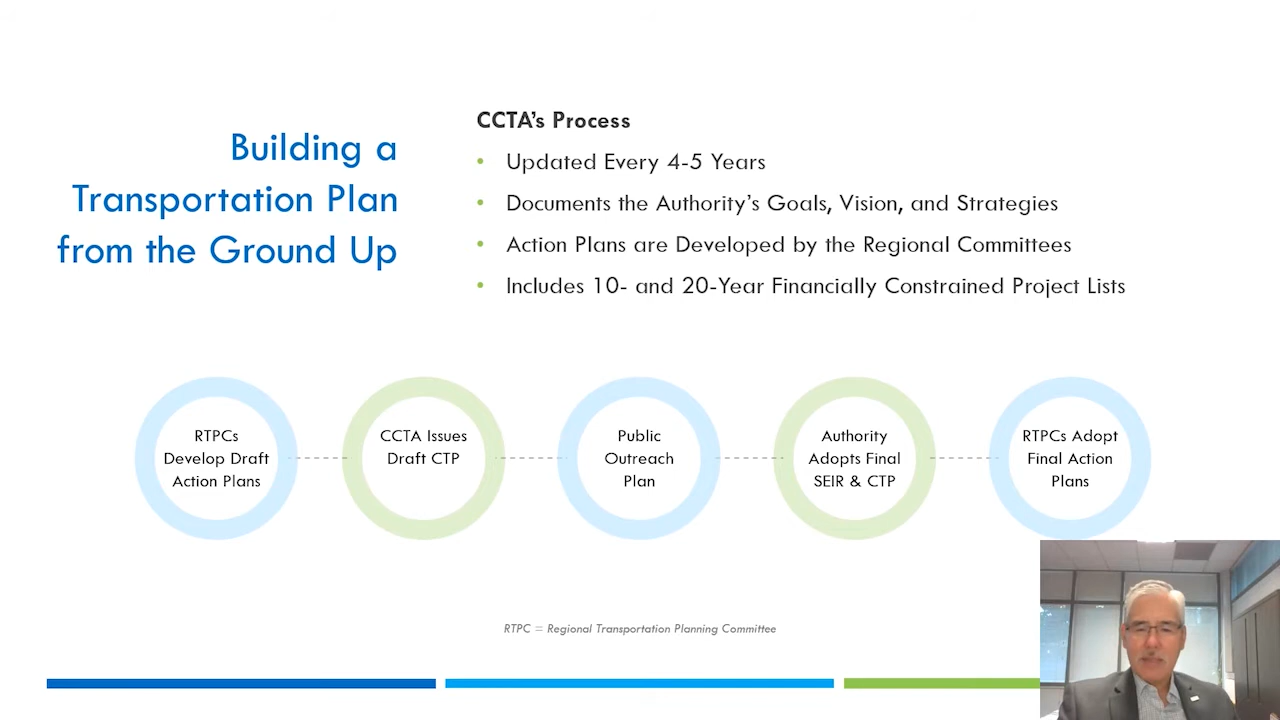 Building a
Transportation Plan
from the Ground Up
CCTA's Process
• Updated Every 4-5 Years
• Documents the Authority's Goals, Vision, and Strategies
• Action Plans are Developed by the Regional Committees
• Includes 10- and 20-Year Financially Constrained Project Lists
RTPCs
Develop Draft
Action Plans
CCTA Issues
Draft CTP
Public
Outreach
Plan
Authority
Adopts Final
SEIR & CTP
RTPCs Adopt
Final Action
Plans
RTPC = Regional Transportation Planning Committee